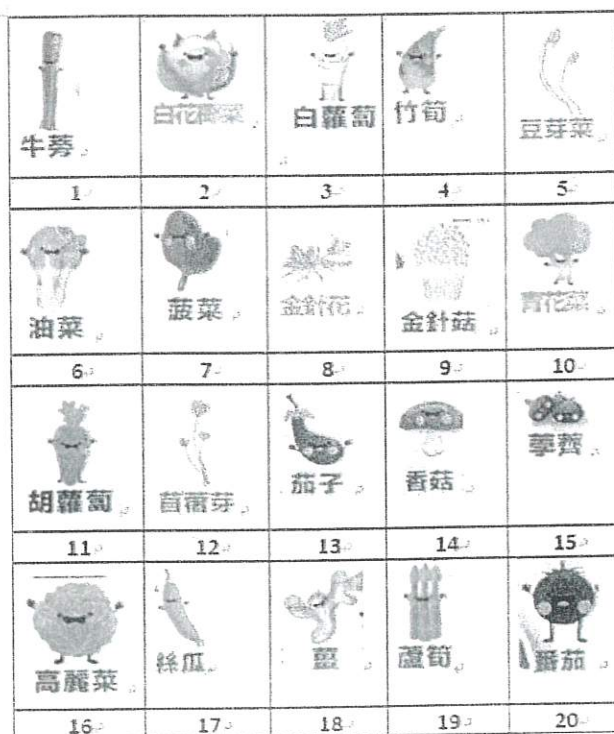 牛蒡
白花椰菜
白蘿蔔
竹筍
豆芽菜
1
2
3
4
5
油菜
菠菜
金針花
金針菇
青花菜
6
7
8
9
10
胡蘿蔔
苜蓿芽
茄子
香菇
荸薺
11
12
13
14
15
高麗菜
絲瓜
薑
蘆筍
番茄
16
17
18
19
20